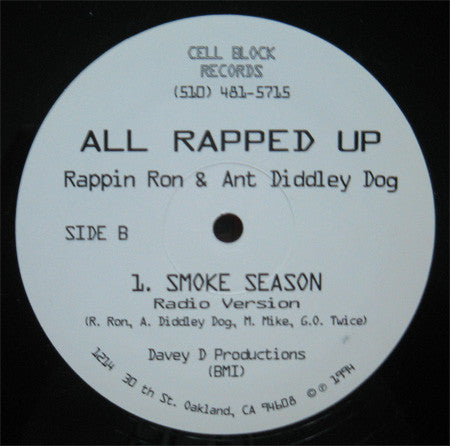 CELL BLOCK
RECORDS
(510) 481-5715
ALL RAPPED UP
Rappin Ron & Ant Diddley Dog
SIDE B
1. SMOKE SEASON
Radio Version
(R. Ron, A. Diddley Dog, M. Mike, G.O. Twice)
Davey D Productions
(BMI)
1214 30 th St. Oakland, CA 94608 ©℗ 1994